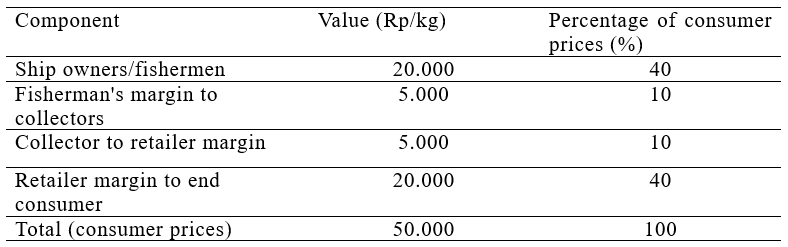 Component Value (Rp/kg) Percentage of consumer
prices (%)
Ship owners/fishermen 20.000 40
Fisherman's margin to 5.000 10
collectors
Collector to retailer margin 5.000 10
Retailer margin to end 20.000 40
consumer
Total (consumer prices) 50.000 100